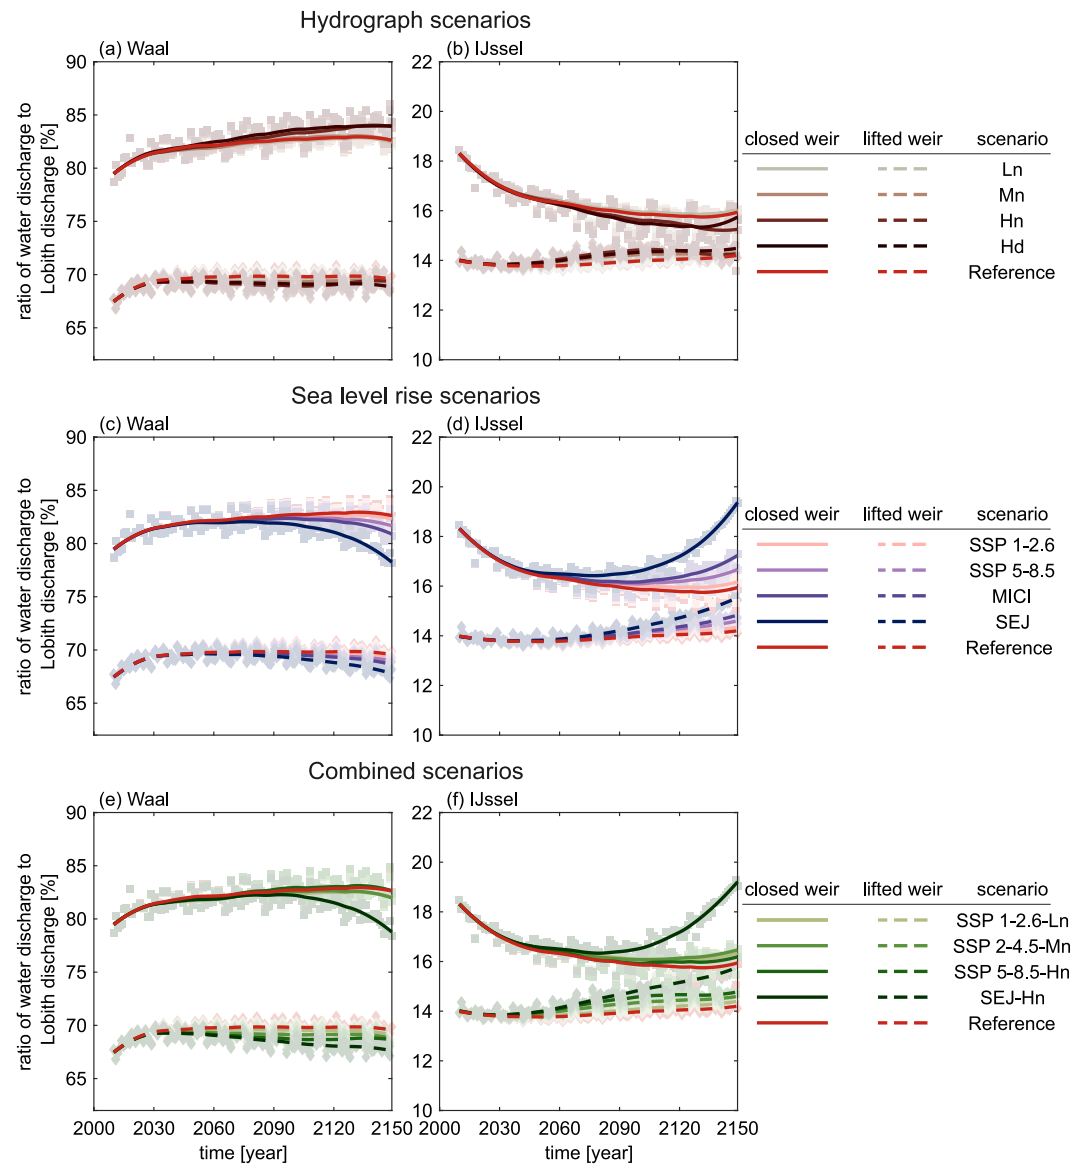 Hydrograph scenarios
(a) Waal
(b) IJssel
ratio of water discharge to
Lobith discharge [%]
90
85
80
75
70
65
2000 2030 2060 2090 2120 2150
22
20
18
16
14
12
10
closed weir lifted weir scenario
Ln
Mn
Hn
Hd
Reference
Sea level rise scenarios
(c) Waal
(d) IJssel
ratio of water discharge to
Lobith discharge [%]
90
85
80
75
70
65
22
20
18
16
14
12
10
closed weir lifted weir scenario
SSP 1-2.6
SSP 5-8.5
MICI
SEJ
Reference
Combined scenarios
(e) Waal
(f) IJssel
ratio of water discharge to
Lobith discharge [%]
90
85
80
75
70
65
22
20
18
16
14
12
10
2000 2030 2060 2090 2120 2150
2000 2030 2060 2090 2120 2150
time [year]
time [year]
closed weir lifted weir scenario
SSP 1-2.6-Ln
SSP 2-4.5-Mn
SSP 5-8.5-Hn
SEJ-Hn
Reference